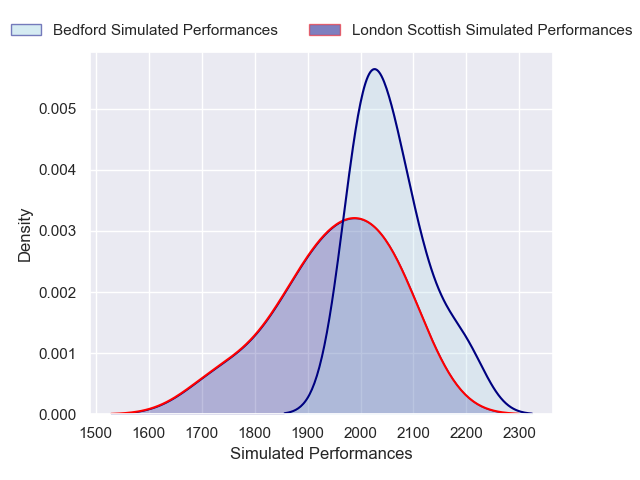 Bedford Simulated Performances
London Scottish Simulated Performances
0.005
0.004
0.003
0.002
0.001
0.000
Density
1500 1600 1700 1800 1900 2000 2100 2200 2300
Simulated Performances